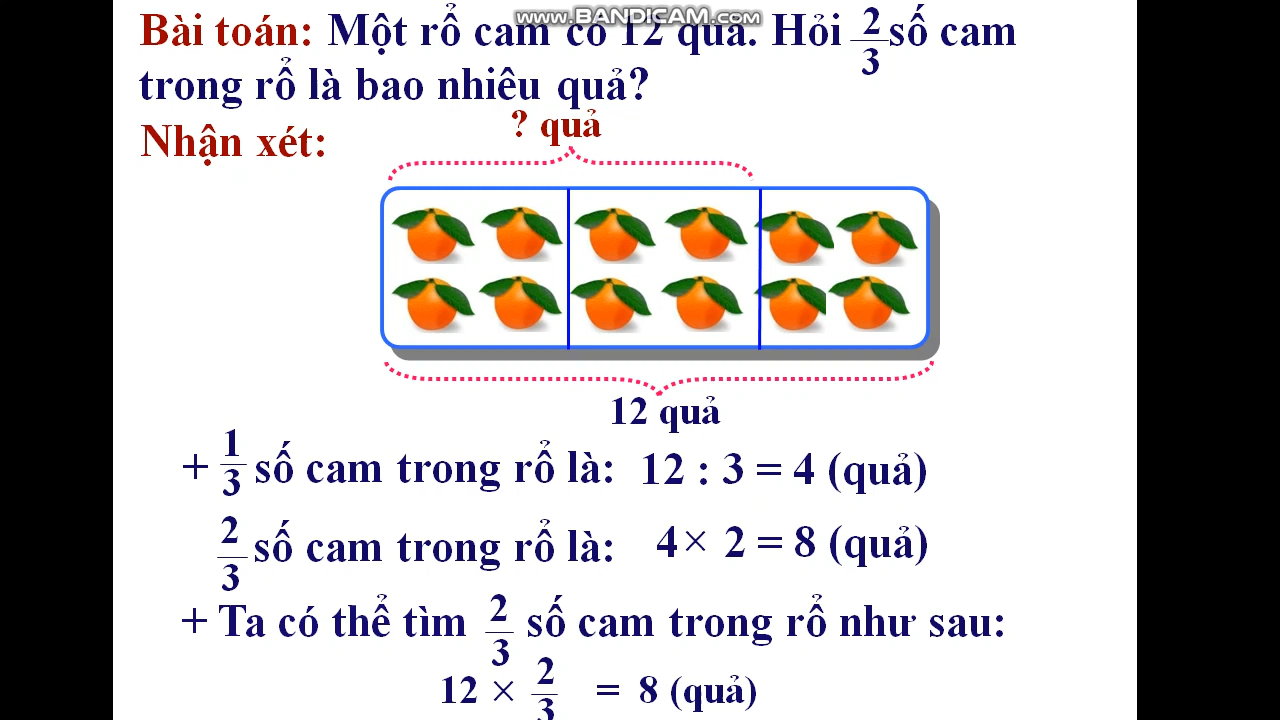 www.BANDICAM.com
Bài toán: Một rổ cam có 12 quả. Hỏi 2/3 số cam
trong rổ là bao nhiêu quả?
Nhận xét:
? quả
12 quả
+ 1/3 số cam trong rổ là: 12 : 3 = 4 (quả)
2/3 số cam trong rổ là: 4 × 2 = 8 (quả)
+ Ta có thể tìm 2/3 số cam trong rổ như sau:
12 × 2/3 = 8 (quả)